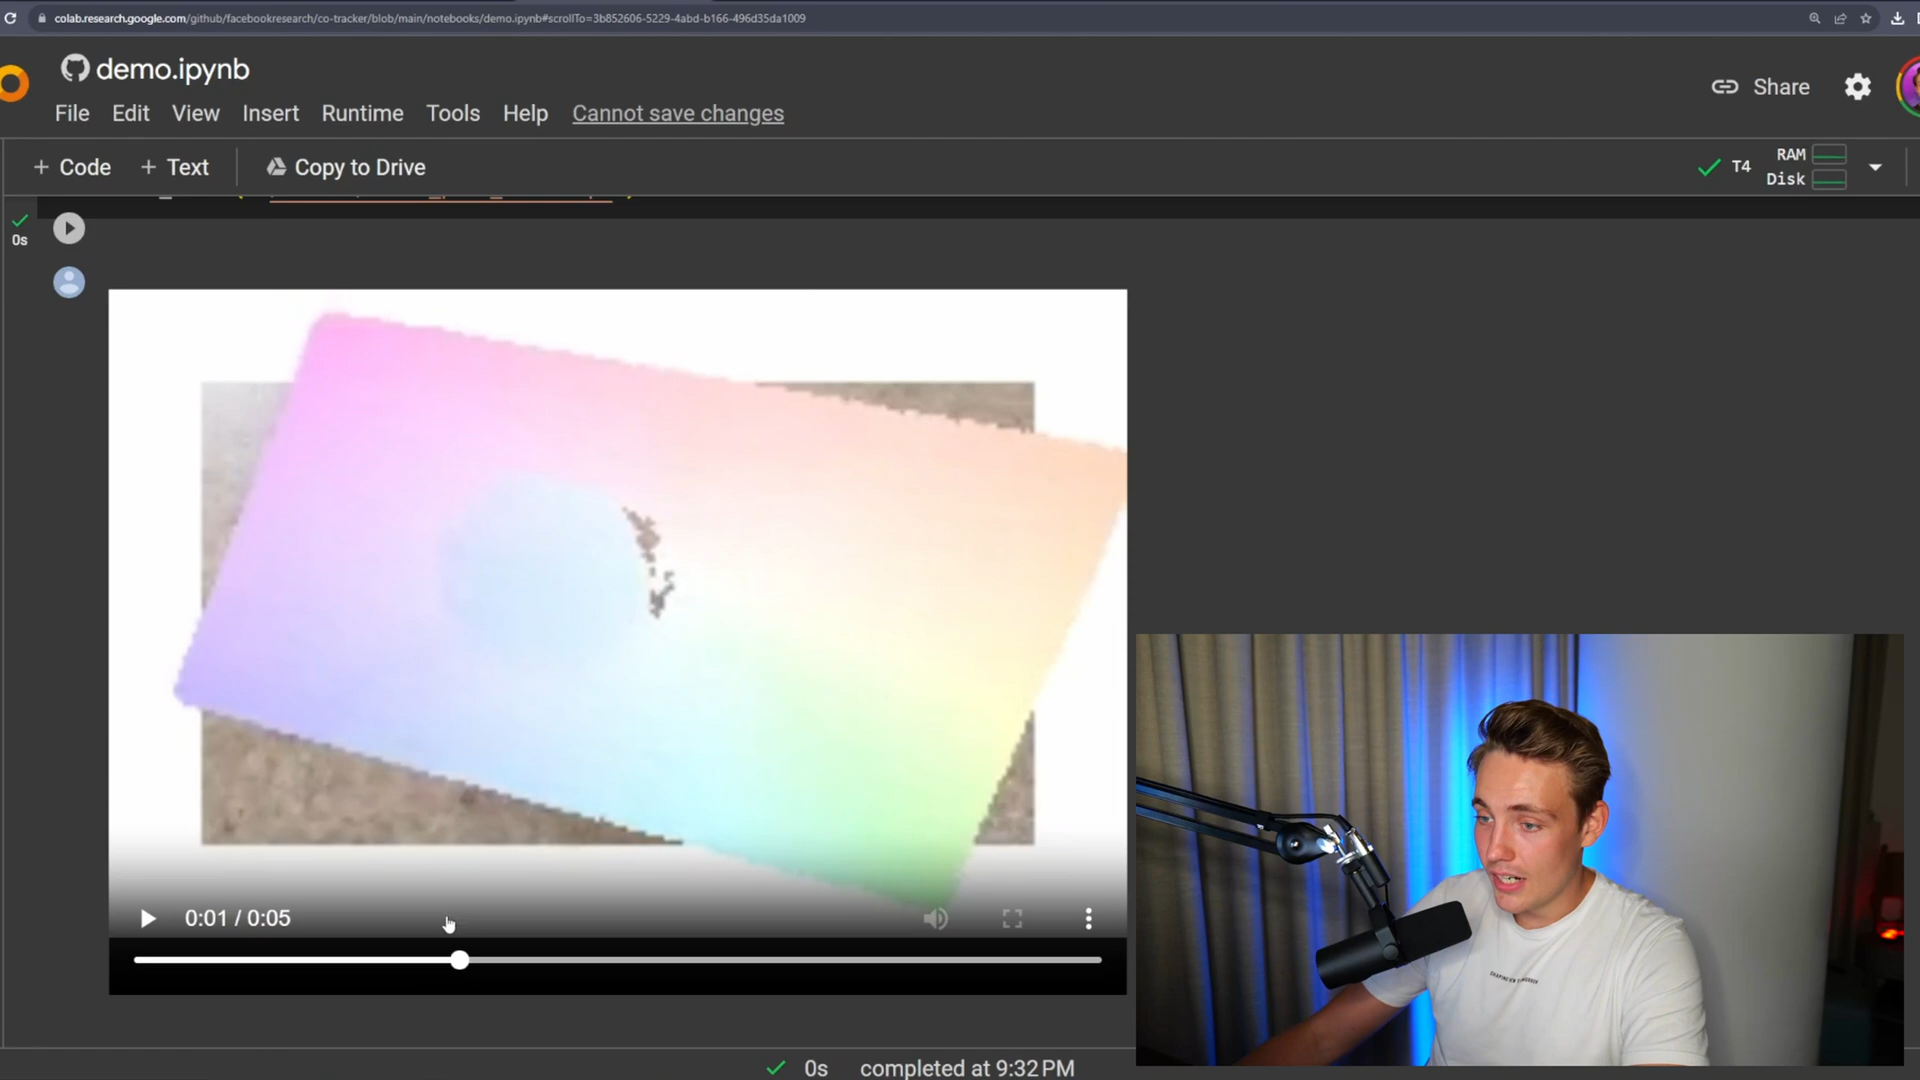 colab.research.google.com/github/facebookresearch/co-tracker/blob/main/notebooks/demo.ipynb#scrollTo=3b852606-5229-4abd-b166-496d35da1009
demo.ipynb
Share
File Edit View Insert Runtime Tools Help Cannot save changes
+ Code + Text Copy to Drive
T4 RAM
Disk
0s
0:01 / 0:05
0s completed at 9:32 PM